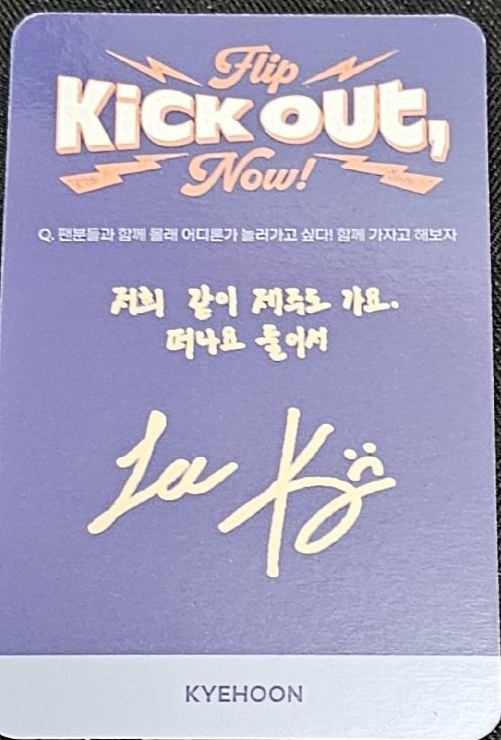 Flip
KiCK OUt,
Now!
Q.팬분들과 함께 몰래 어디론가 놀러가고 싶다! 함께 가자고 해보자
저희 같이 제주도 가요.
떠나요 둘이서
Lee K
KYEHOON